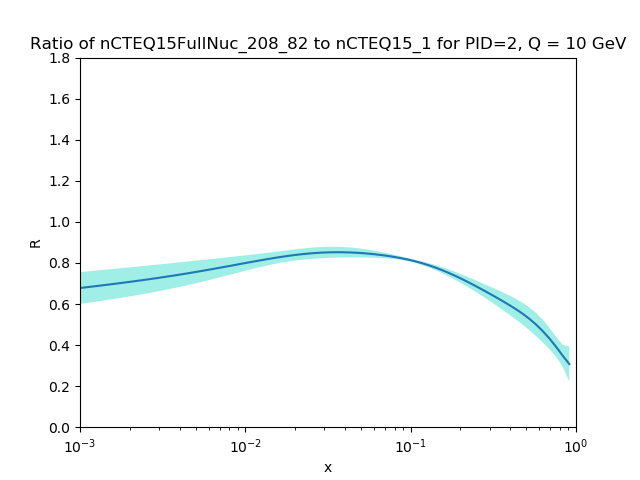 Ratio of nCTEQ15FullNuc_208_82 to nCTEQ15_1 for PID=2, Q = 10 GeV
1.8
1.6
1.4
1.2
1.0
0.8
0.6
0.4
0.2
0.0
R
10⁻³ 10⁻² 10⁻¹ 10⁰
x